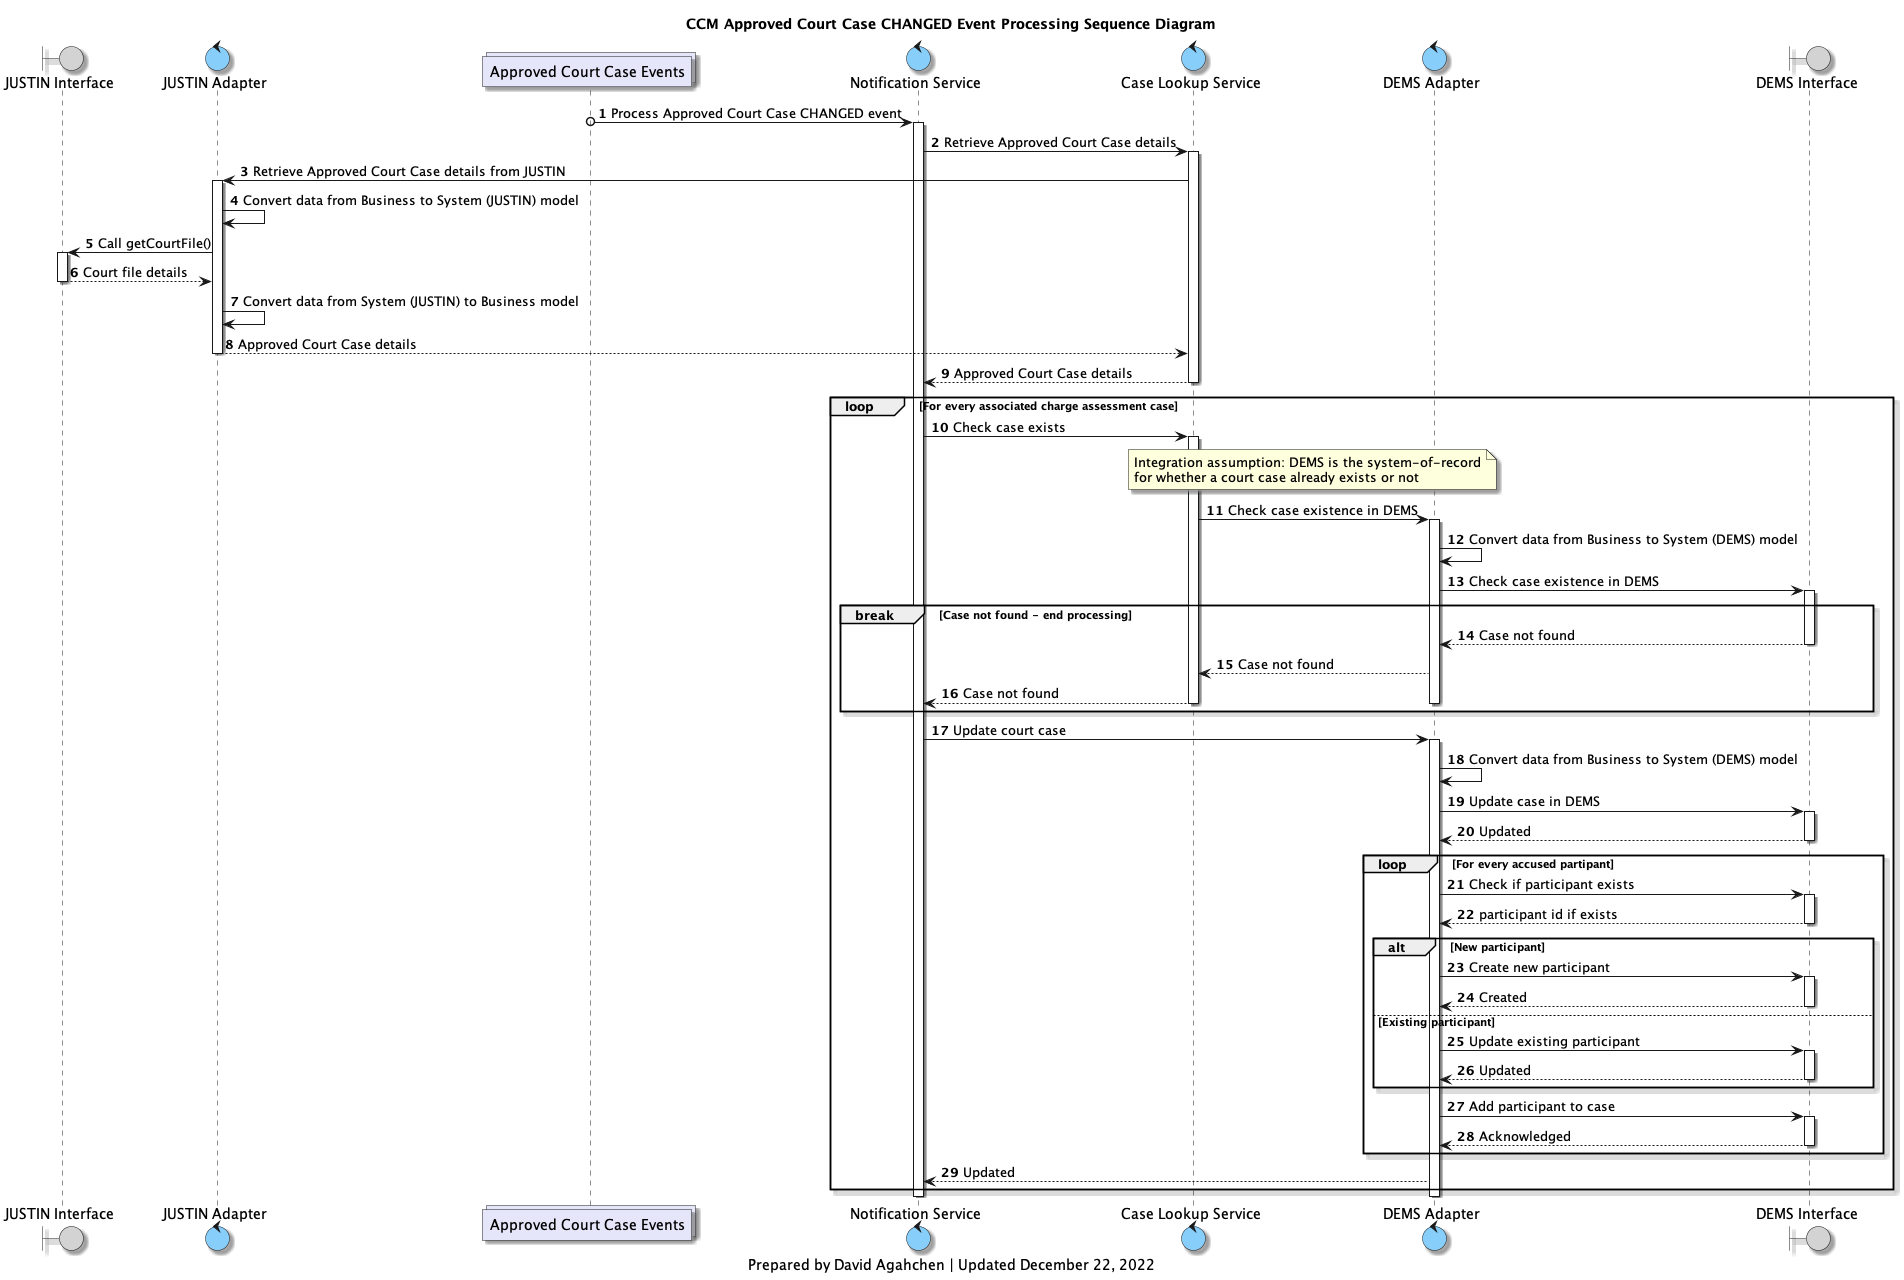 CCM Approved Court Case CHANGED Event Processing Sequence Diagram
JUSTIN Interface
JUSTIN Adapter
Approved Court Case Events
Notification Service
Case Lookup Service
DEMS Adapter
DEMS Interface
1 Process Approved Court Case CHANGED event
2 Retrieve Approved Court Case details
3 Retrieve Approved Court Case details from JUSTIN
4 Convert data from Business to System (JUSTIN) model
5 Call getCourtFile()
6 Court file details
7 Convert data from System (JUSTIN) to Business model
8 Approved Court Case details
9 Approved Court Case details
loop [For every associated charge assessment case]
10 Check case exists
Integration assumption: DEMS is the system-of-record
for whether a court case already exists or not
11 Check case existence in DEMS
12 Convert data from Business to System (DEMS) model
13 Check case existence in DEMS
break [Case not found - end processing]
14 Case not found
15 Case not found
16 Case not found
17 Update court case
18 Convert data from Business to System (DEMS) model
19 Update case in DEMS
20 Updated
loop [For every accused partipant]
21 Check if participant exists
22 participant id if exists
alt [New participant]
23 Create new participant
24 Created
[Existing participant]
25 Update existing participant
26 Updated
27 Add participant to case
28 Acknowledged
29 Updated
JUSTIN Interface
JUSTIN Adapter
Approved Court Case Events
Notification Service
Case Lookup Service
DEMS Adapter
DEMS Interface
Prepared by David Agahchen | Updated December 22, 2022